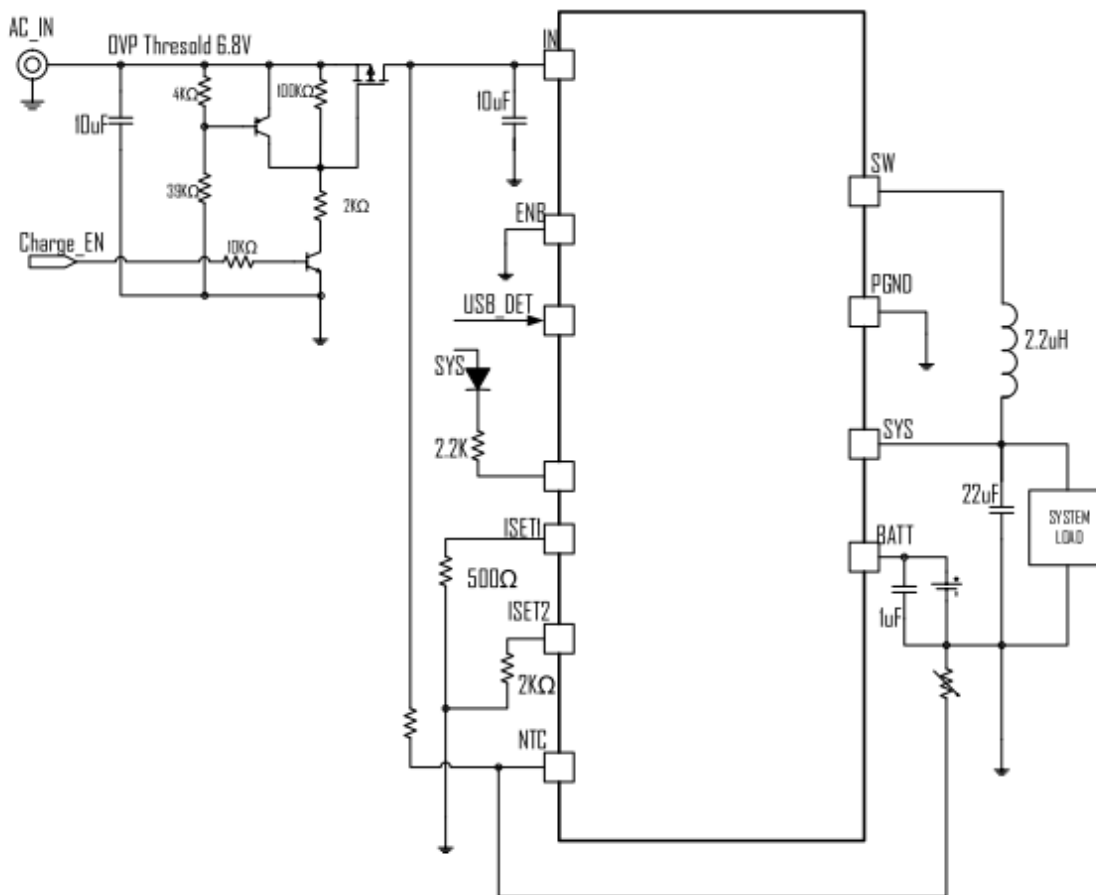 AC_IN
OVP Thresold 6.8V
IN
4KΩ
100KΩ
10uF
10uF
39KΩ
2KΩ
SW
ENB
Charge_EN
10KΩ
PGND
USB_DET
2.2uH
SYS
SYS
2.2K
22uF
SYSTEM
LOAD
ISET1
BATT
500Ω
1uF
ISET2
2KΩ
NTC